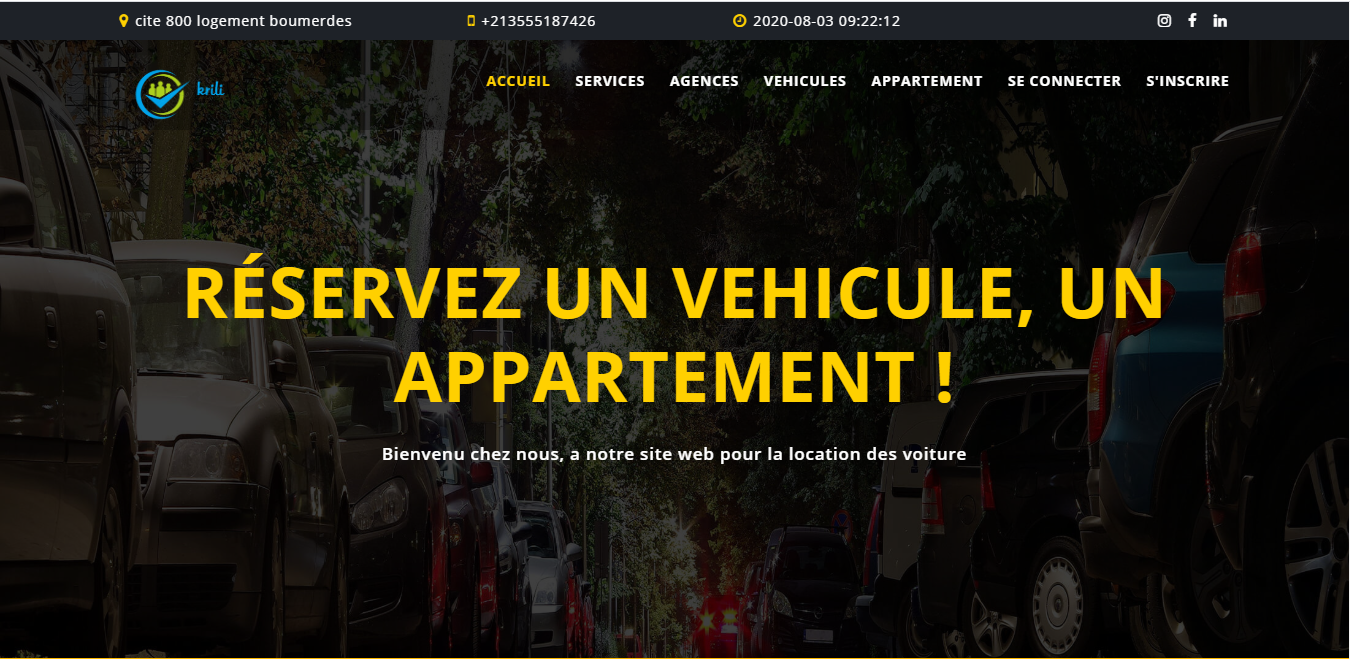 cite 800 logement boumerdes +213555187426 2020-08-03 09:22:12
krili ACCUEIL SERVICES AGENCES VEHICULES APPARTEMENT SE CONNECTER S'INSCRIRE
RÉSERVEZ UN VEHICULE, UN
APPARTEMENT !
Bienvenu chez nous, a notre site web pour la location des voiture